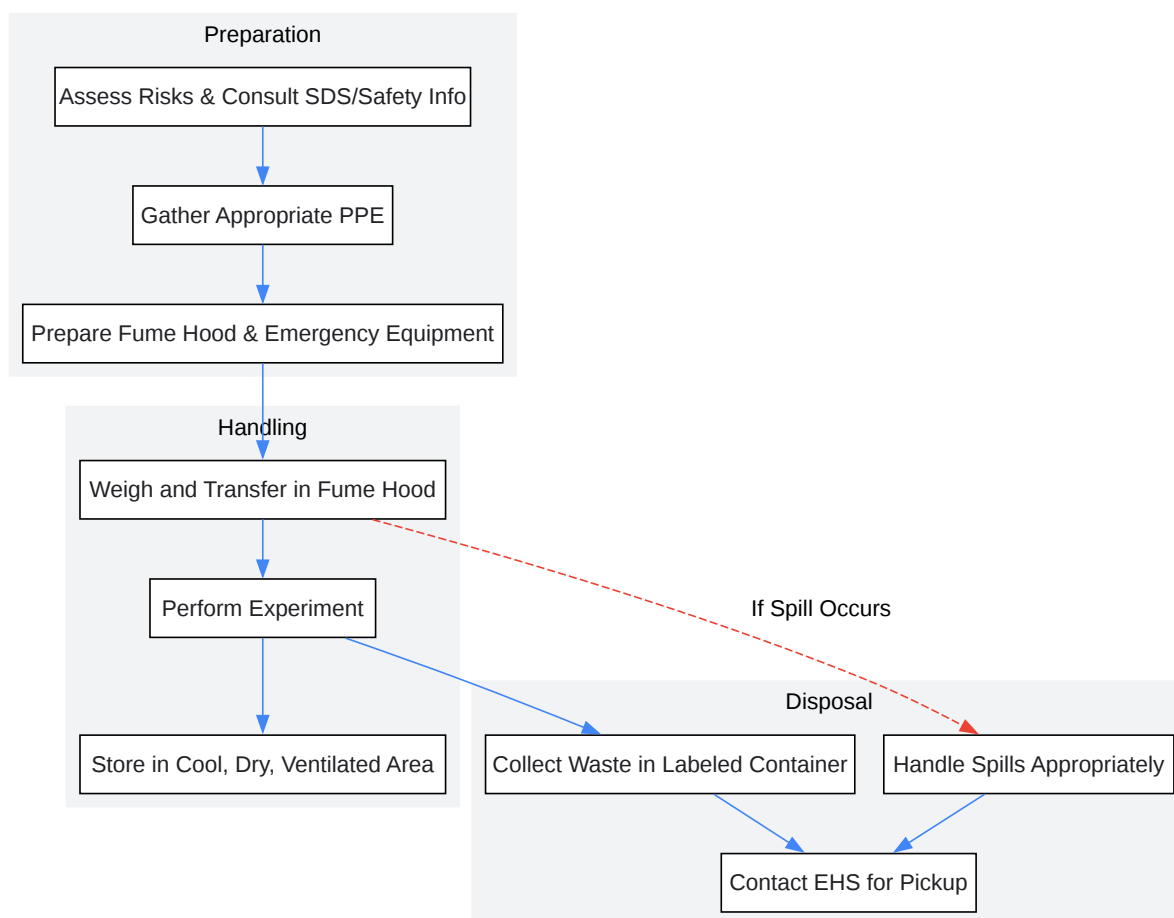 Preparation
Assess Risks & Consult SDS/Safety Info
Gather Appropriate PPE
Prepare Fume Hood & Emergency Equipment
Handling
Weigh and Transfer in Fume Hood
Perform Experiment
If Spill Occurs
Store in Cool, Dry, Ventilated Area
Disposal
Collect Waste in Labeled Container
Handle Spills Appropriately
Contact EHS for Pickup